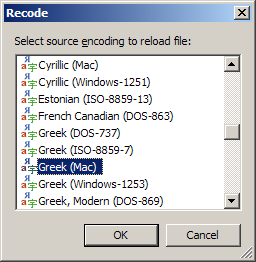 Recode
Select source encoding to reload file:
Cyrillic (Mac)
Cyrillic (Windows-1251)
Estonian (ISO-8859-13)
French Canadian (DOS-863)
Greek (DOS-737)
Greek (ISO-8859-7)
Greek (Mac)
Greek (Windows-1253)
Greek, Modern (DOS-869)
OK Cancel